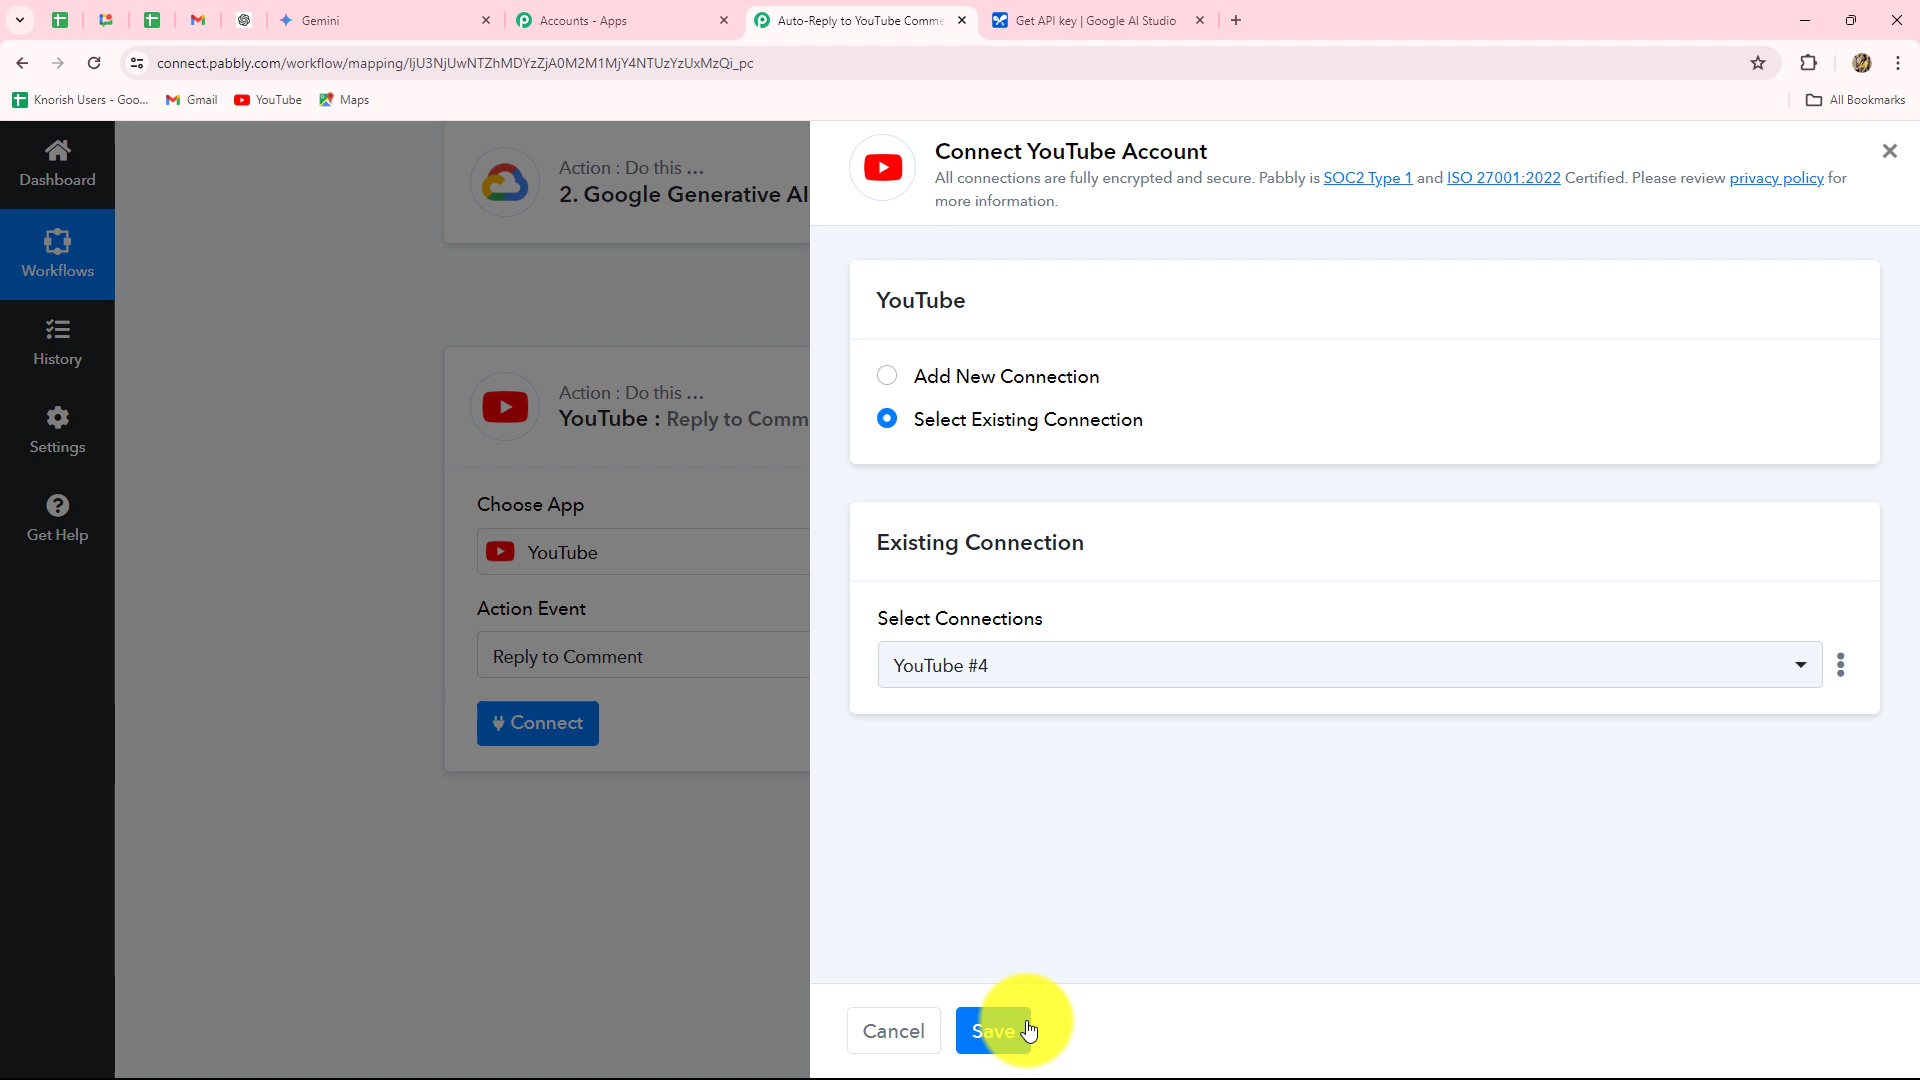 Gemini
Accounts - Apps
Auto-Reply to YouTube Comme
Get API key | Google AI Studio
connect.pabbly.com/workflow/mapping/IjU3NjUwNTZhMDYzZjA0M2M1MjY4NTUzYzUxMzQi_pc
Knorish Users - Goo...
Gmail
YouTube
Maps
All Bookmarks
Dashboard
Workflows
History
Settings
Get Help
Action : Do this ...
2. Google Generative AI
Action : Do this ...
YouTube : Reply to Comm
Choose App
YouTube
Action Event
Reply to Comment
Connect
Connect YouTube Account
All connections are fully encrypted and secure. Pabbly is SOC2 Type 1 and ISO 27001:2022 Certified. Please review privacy policy for
more information.
YouTube
Add New Connection
Select Existing Connection
Existing Connection
Select Connections
YouTube #4
Cancel
Save